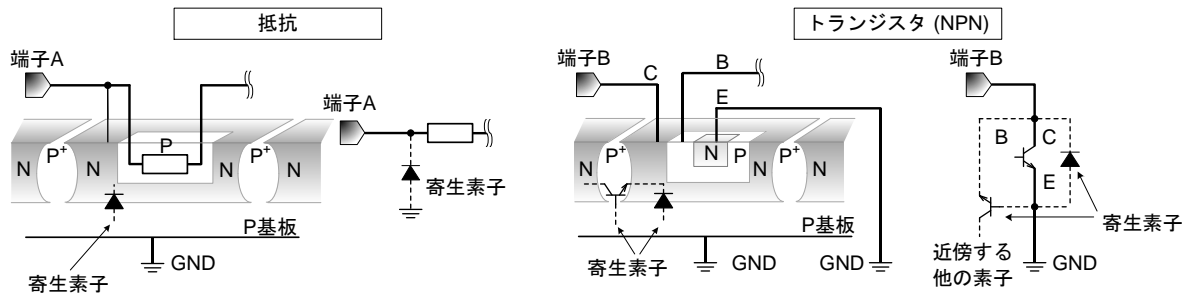 抵抗
トランジスタ (NPN)
端子A
端子A
P
N
P+
N
N
P+
N
寄生素子
P基板
寄生素子
GND
端子B
C
B
E
N
P+
N
N
P
N
P+
N
P基板
寄生素子
GND
GND
端子B
B
C
E
寄生素子
近傍する
他の素子
GND